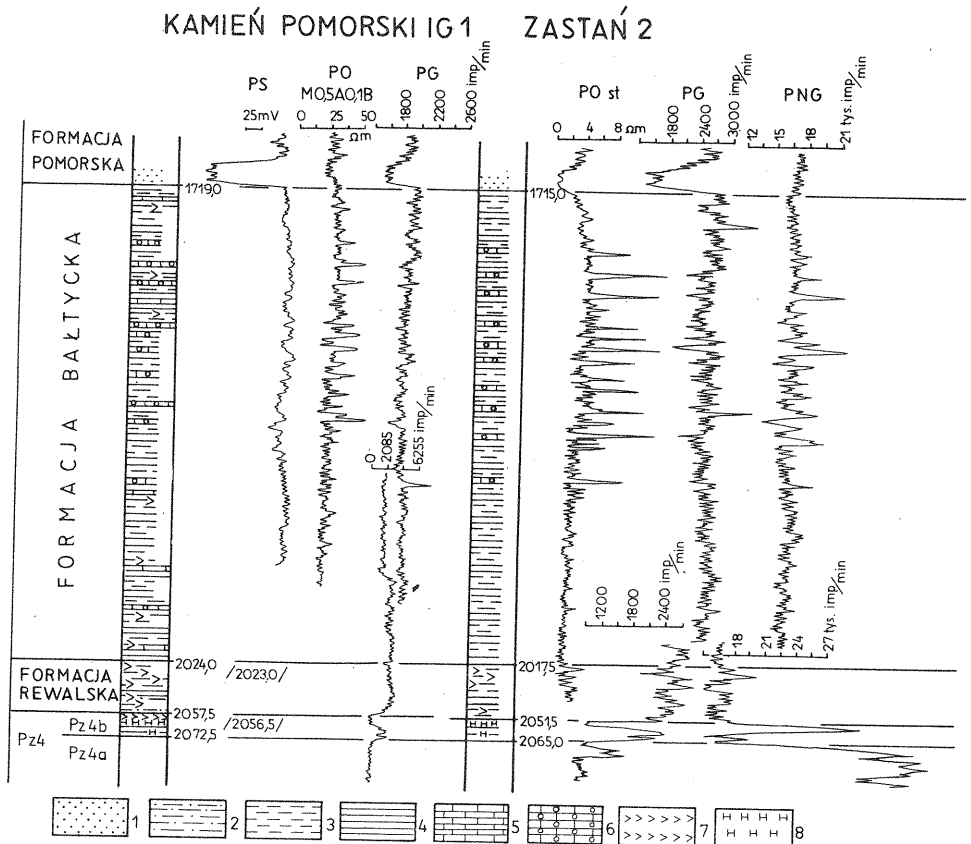 KAMIEŃ POMORSKI IG 1 ZASTAŃ 2
PS
25mV
PO
M0,5A0,1B
0 25 50
Ωm
PG
1800 2200 2600 imp/min
PO st
0 4 8 Ωm
PG
1800 2400 3000 imp/min
PNG
12 15 18 21 tys. imp/min
FORMACJA
POMORSKA
1719,0
1715,0
FORMACJA BAŁTYCKA
0 2085 6255 imp/min
1200 1800 2400 imp/min
18 21 24 27 tys. imp/min
2024,0
/2023,0/
2017,5
FORMACJA
REWALSKA
2057,5
/2056,5/
2051,5
Pz4
Pz4b
2072,5
2065,0
Pz4a
1 2 3 4 5 6 7 8